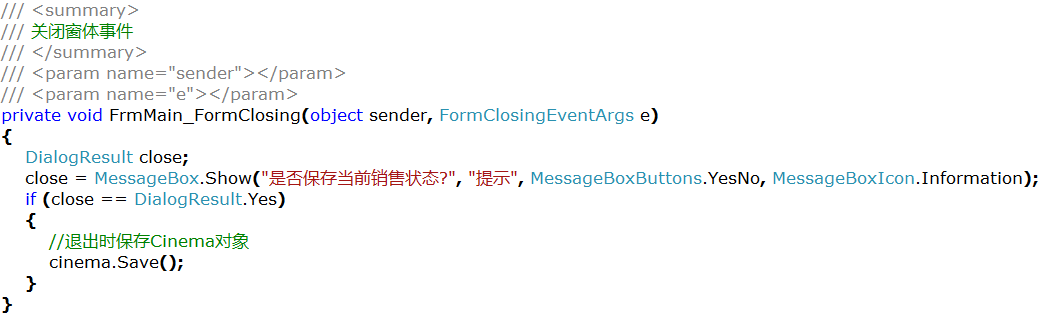 /// <summary>
/// 关闭窗体事件
/// </summary>
/// <param name="sender"></param>
/// <param name="e"></param>
private void FrmMain_FormClosing(object sender, FormClosingEventArgs e)
{
    DialogResult close;
    close = MessageBox.Show("是否保存当前销售状态?", "提示", MessageBoxButtons.YesNo, MessageBoxIcon.Information);
    if (close == DialogResult.Yes)
    {
        //退出时保存Cinema对象
        cinema.Save();
    }
}